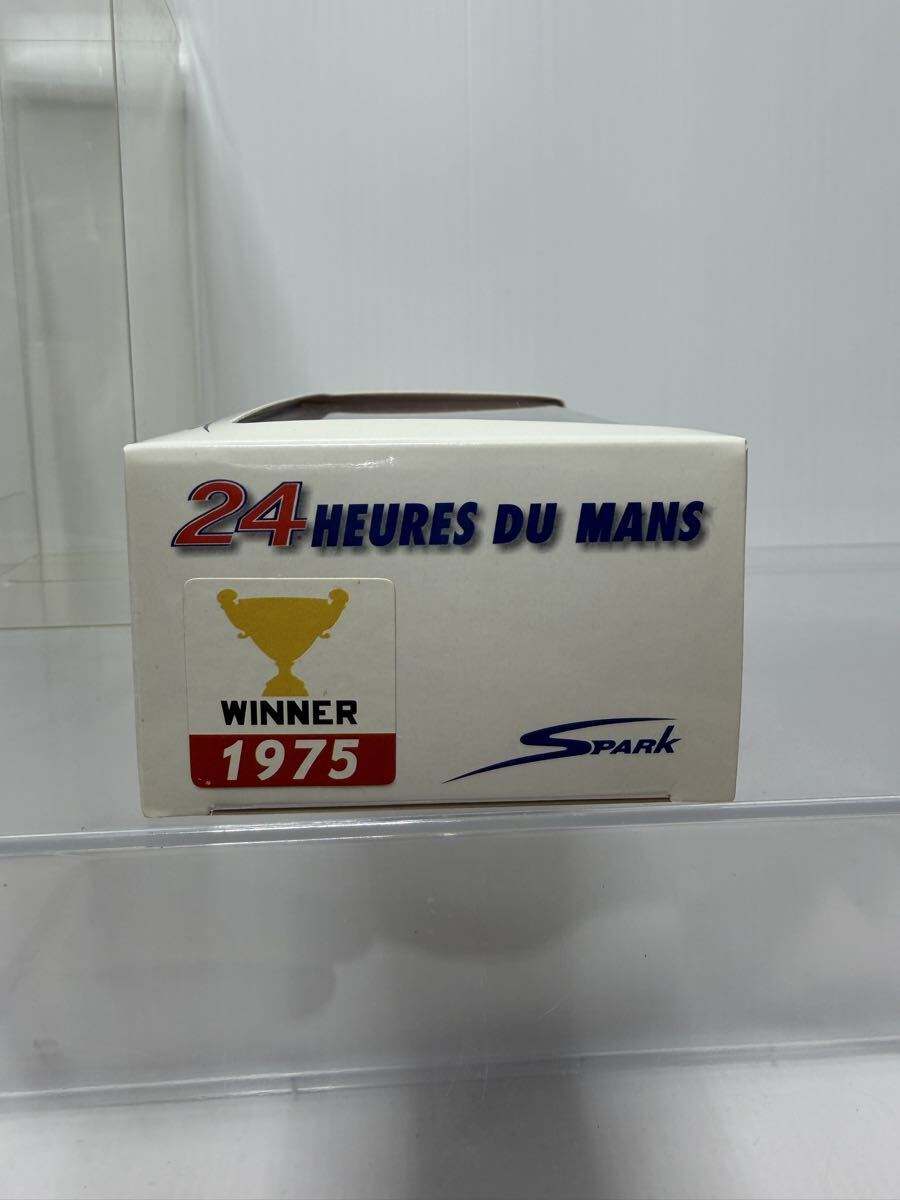 24 HEURES DU MANS
WINNER
1975
SPARK